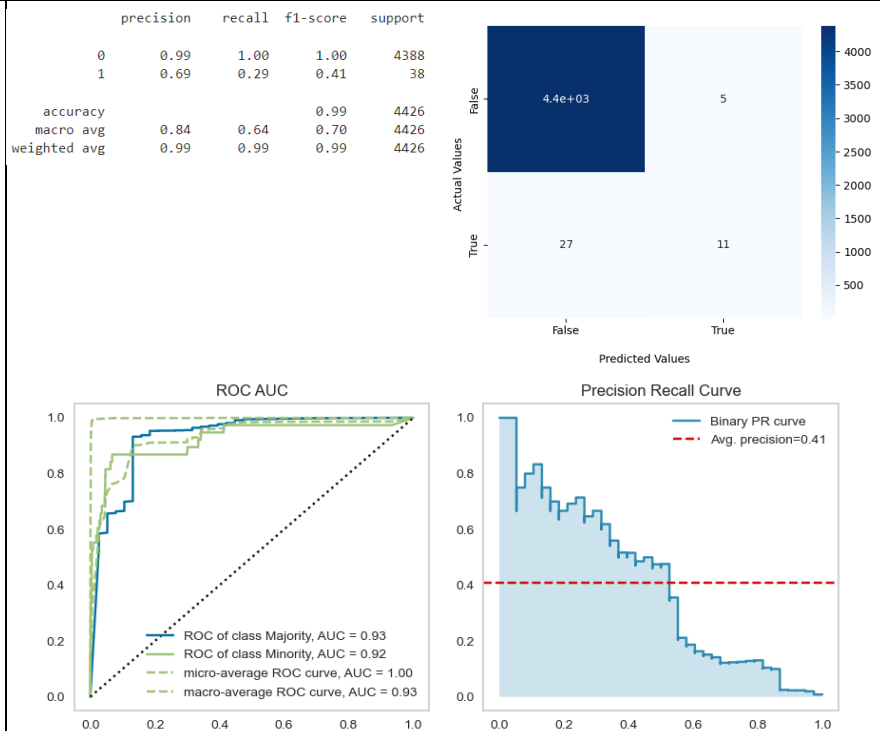 precision recall f1-score support
0 0.99 1.00 1.00 4388
1 0.69 0.29 0.41 38
accuracy 0.99 4426
macro avg 0.84 0.64 0.70 4426
weighted avg 0.99 0.99 0.99 4426
Actual Values
False
True
4.4e+03 5
27 11
False True
Predicted Values
4000
3500
3000
2500
2000
1500
1000
500
ROC AUC
1.0
0.8
0.6
0.4
0.2
0.0
ROC of class Majority, AUC = 0.93
ROC of class Minority, AUC = 0.92
micro-average ROC curve, AUC = 1.00
macro-average ROC curve, AUC = 0.93
0.0 0.2 0.4 0.6 0.8 1.0
Precision Recall Curve
1.0
0.8
0.6
0.4
0.2
0.0
Binary PR curve
Avg. precision=0.41
0.0 0.2 0.4 0.6 0.8 1.0